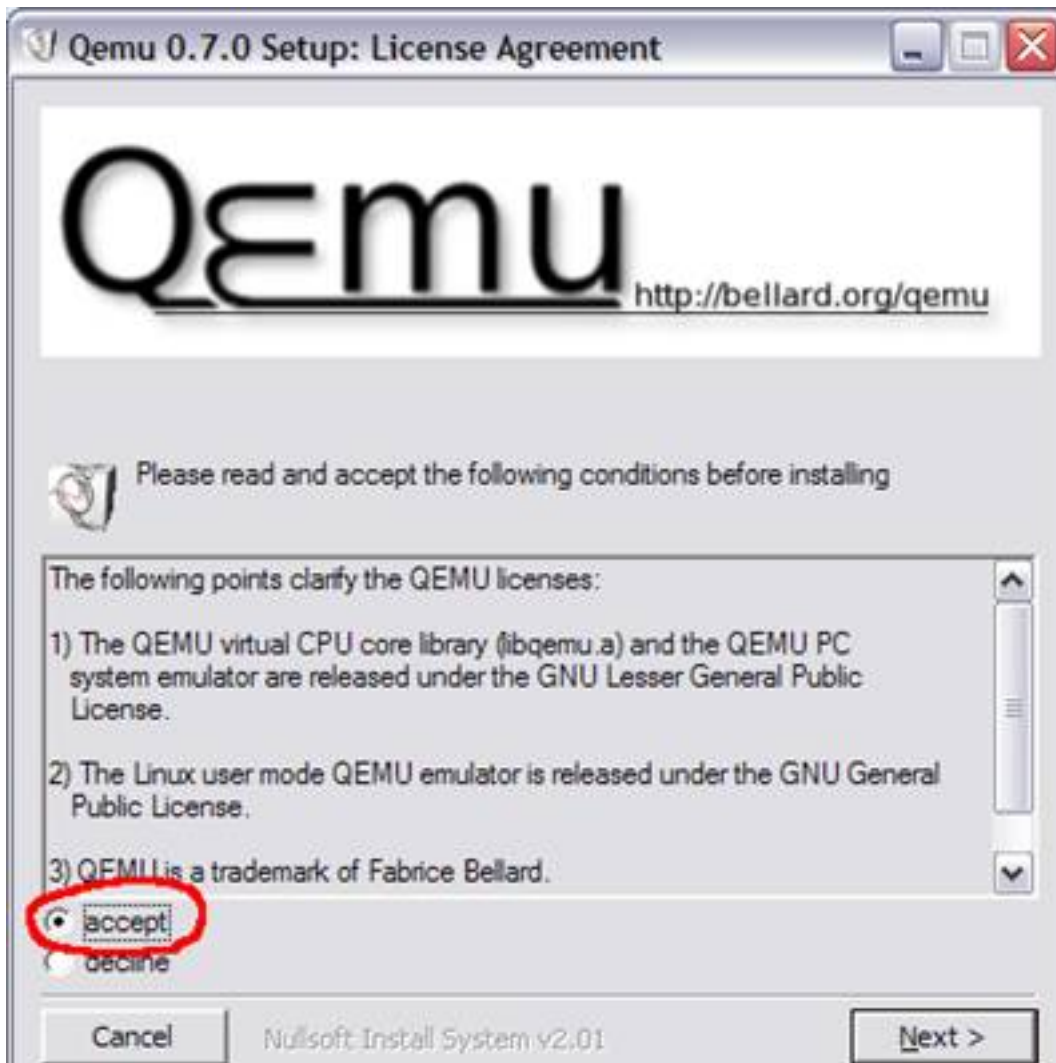 Qemu 0.7.0 Setup: License Agreement
Qemu
http://bellard.org/qemu
Please read and accept the following conditions before installing
The following points clarify the QEMU licenses:
1) The QEMU virtual CPU core library (libqemu.a) and the QEMU PC
system emulator are released under the GNU Lesser General Public
License.
2) The Linux user mode QEMU emulator is released under the GNU General
Public License.
3) QEMU is a trademark of Fabrice Bellard.
accept
decline
Cancel
Nullsoft Install System v2.01
Next >